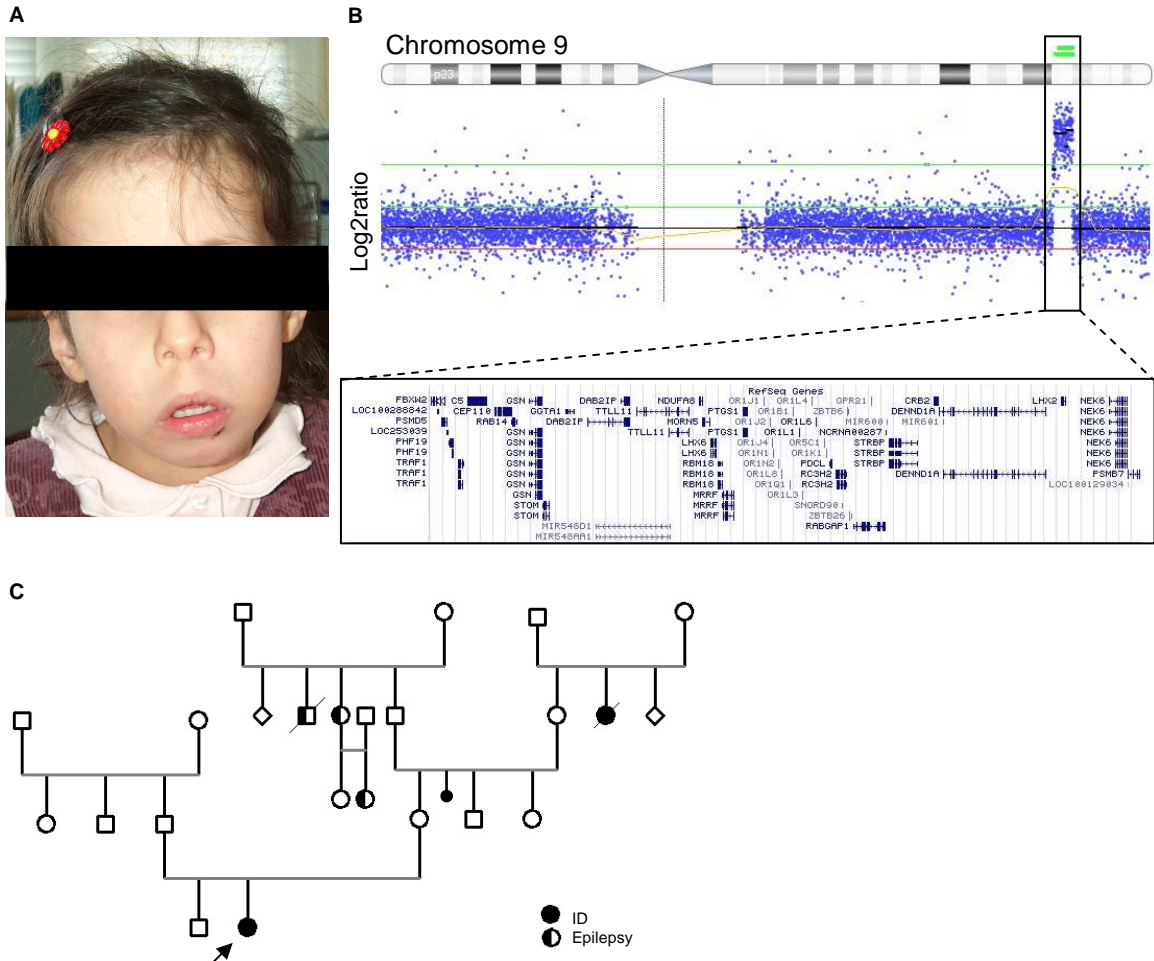 A
B
Chromosome 9
p23
Log2ratio
RefSeq Genes
FBXW2 C5 GSN DAB2IP NDUFA8 OR1J1 OR1L4 GPR21 CRB2 LHX2 NEK6
LOC100288842 CEP110 GGTA1 TTLL11 PTGS1 OR1B1 ZBTB6 DENND1A NEK6
PSMD5 RAB14 DAB2IP MORN5 OR1J2 OR1L6 MIR600 MIR601 NEK6
LOC253039 GSN TTLL11 PTGS1 OR1L1 NCRNA00287 NEK6
PHF19 GSN LHX6 OR1J4 OR5C1 STRBP NEK6
PHF19 GSN LHX6 OR1N1 OR1K1 STRBP NEK6
TRAF1 GSN RBM18 OR1N2 PDCL STRBP NEK6
TRAF1 GSN RBM18 OR1L8 RC3H2 DENND1A PSMB7
TRAF1 GSN RBM18 OR1Q1 RC3H2 LOC100129034
GSN MRRF OR1L3
STOM MRRF SNORD90
STOM MRRF ZBTB26
MIR548D1 RABGAP1
MIR548AA1
C
ID
Epilepsy